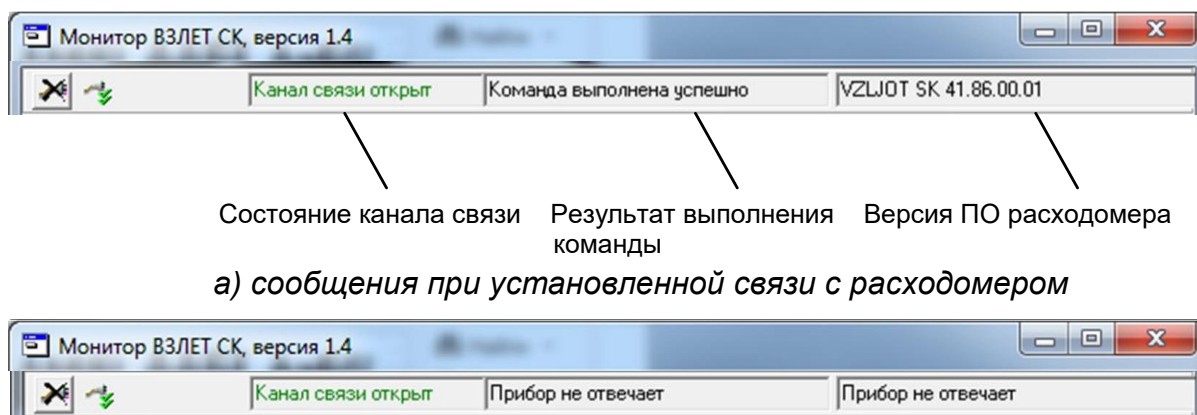 Монитор ВЗЛЕТ СК, версия 1.4
Канал связи открыт Команда выполнена успешно VZLJOT SK 41.86.00.01
Состояние канала связи Результат выполнения команды Версия ПО расходомера
а) сообщения при установленной связи с расходомером
Монитор ВЗЛЕТ СК, версия 1.4
Канал связи открыт Прибор не отвечает Прибор не отвечает